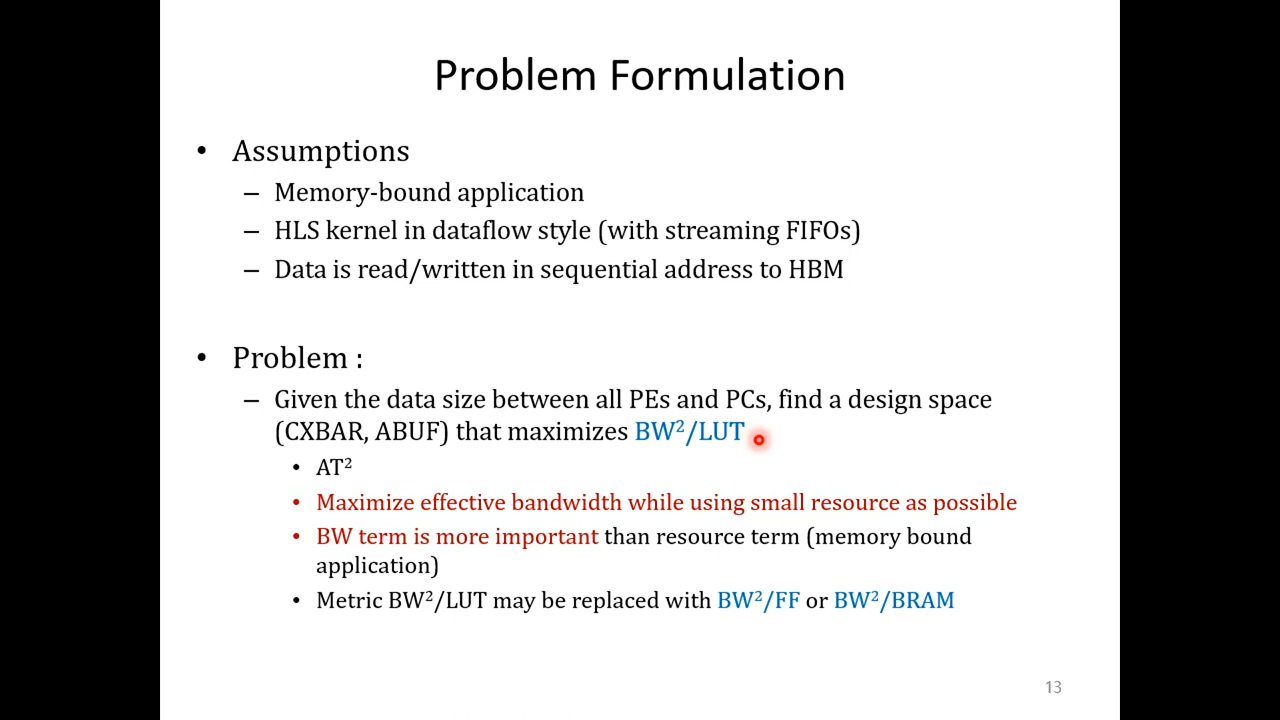 Problem Formulation
• Assumptions
– Memory-bound application
– HLS kernel in dataflow style (with streaming FIFOs)
– Data is read/written in sequential address to HBM
• Problem :
– Given the data size between all PEs and PCs, find a design space
(CXBAR, ABUF) that maximizes BW²/LUT
• AT²
• Maximize effective bandwidth while using small resource as possible
• BW term is more important than resource term (memory bound
application)
• Metric BW²/LUT may be replaced with BW²/FF or BW²/BRAM
13